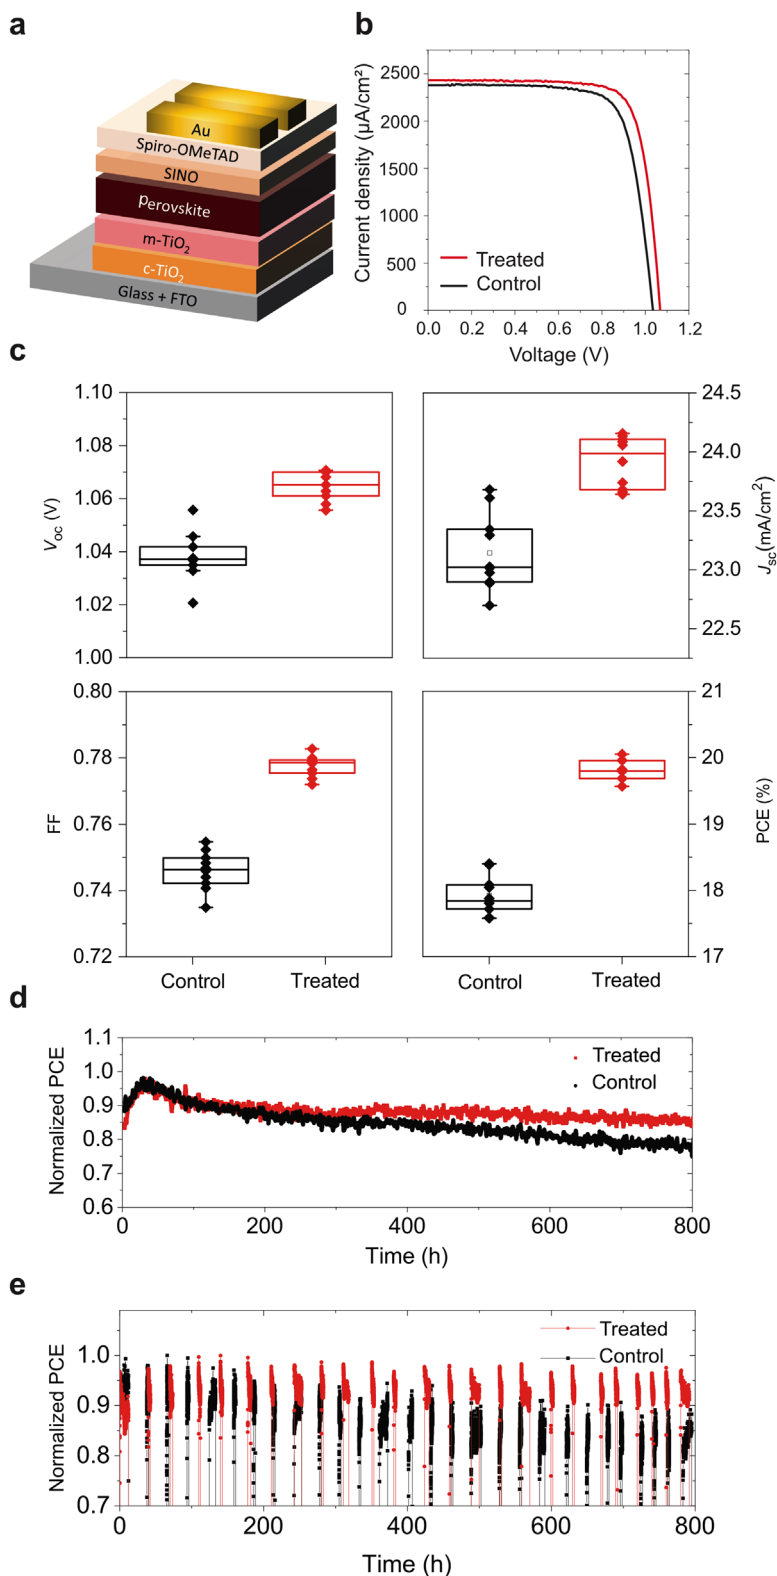 a
Au
Spiro-OMeTAD
SINO
perovskite
m-TiO2
c-TiO2
Glass + FTO
b
Current density (µA/cm²)
2500
2000
1500
1000
500
0
Treated
Control
0.0 0.2 0.4 0.6 0.8 1.0 1.2
Voltage (V)
c
Voc (V)
1.10
1.08
1.06
1.04
1.02
1.00
24.5
24.0
23.5
23.0
22.5
Jsc(mA/cm2)
FF
0.80
0.78
0.76
0.74
0.72
Control Treated
21
20
19
18
17
PCE (%)
Control Treated
d
Normalized PCE
1.1
1.0
0.9
0.8
0.7
0.6
Treated
Control
0 200 400 600 800
Time (h)
e
Normalized PCE
1.0
0.9
0.8
0.7
Treated
Control
0 200 400 600 800
Time (h)